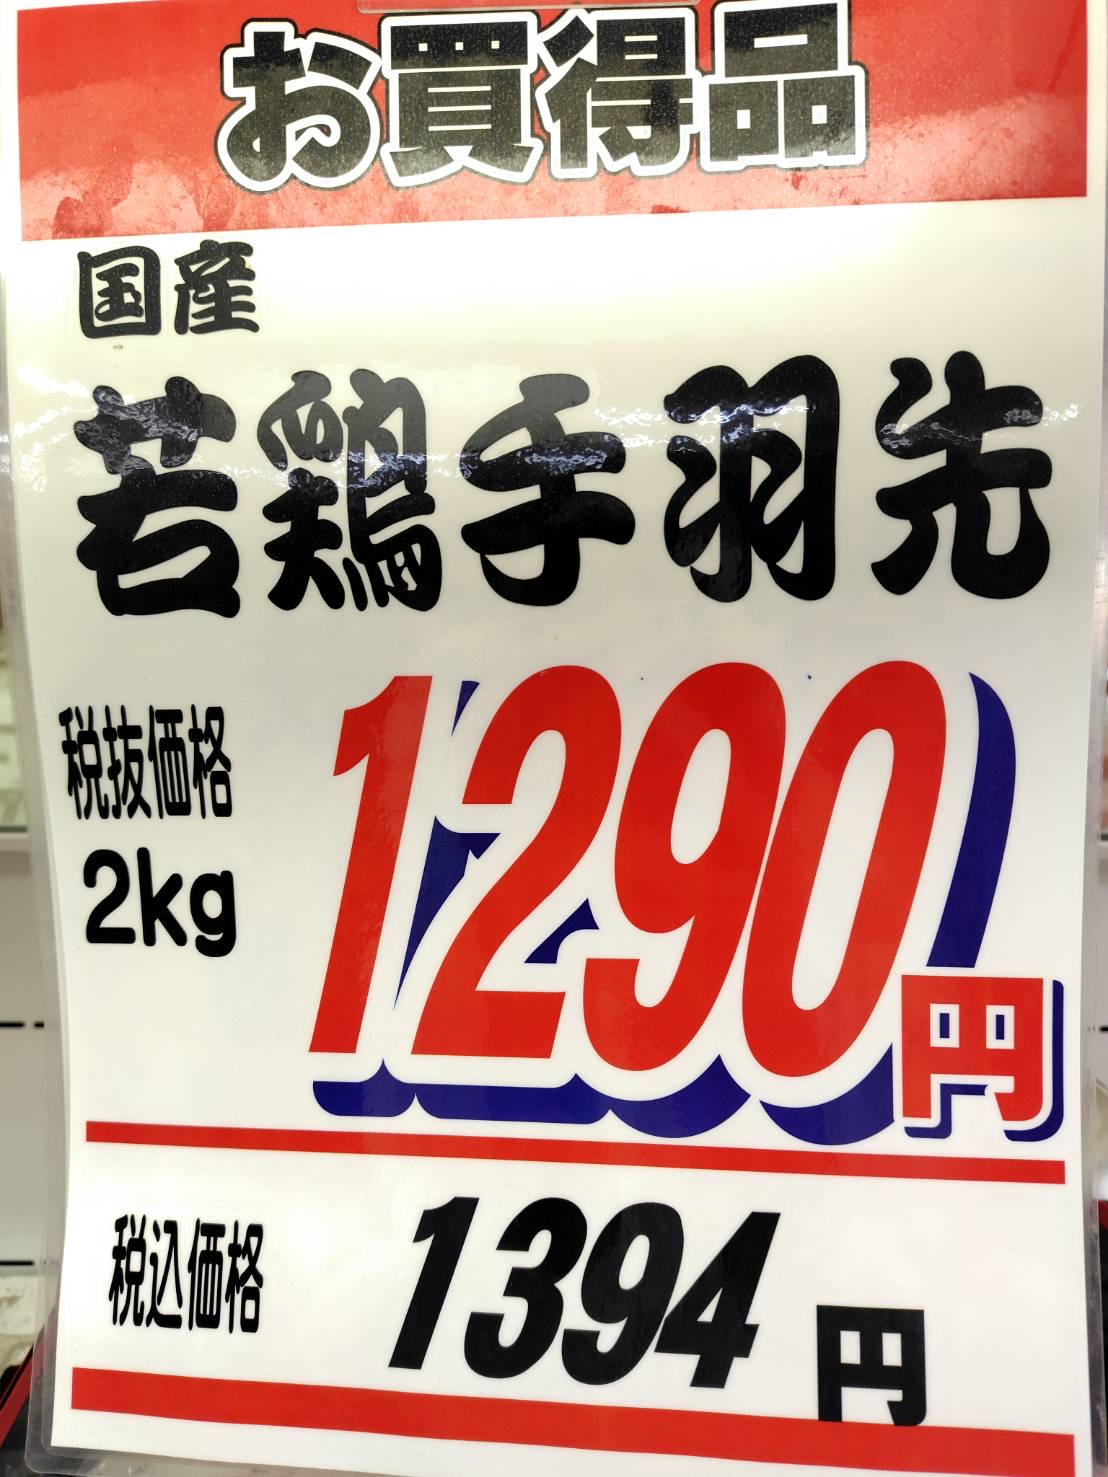 お買得品
国産
若鶏手羽先
税抜価格
2kg
1290円
税込価格
1394円